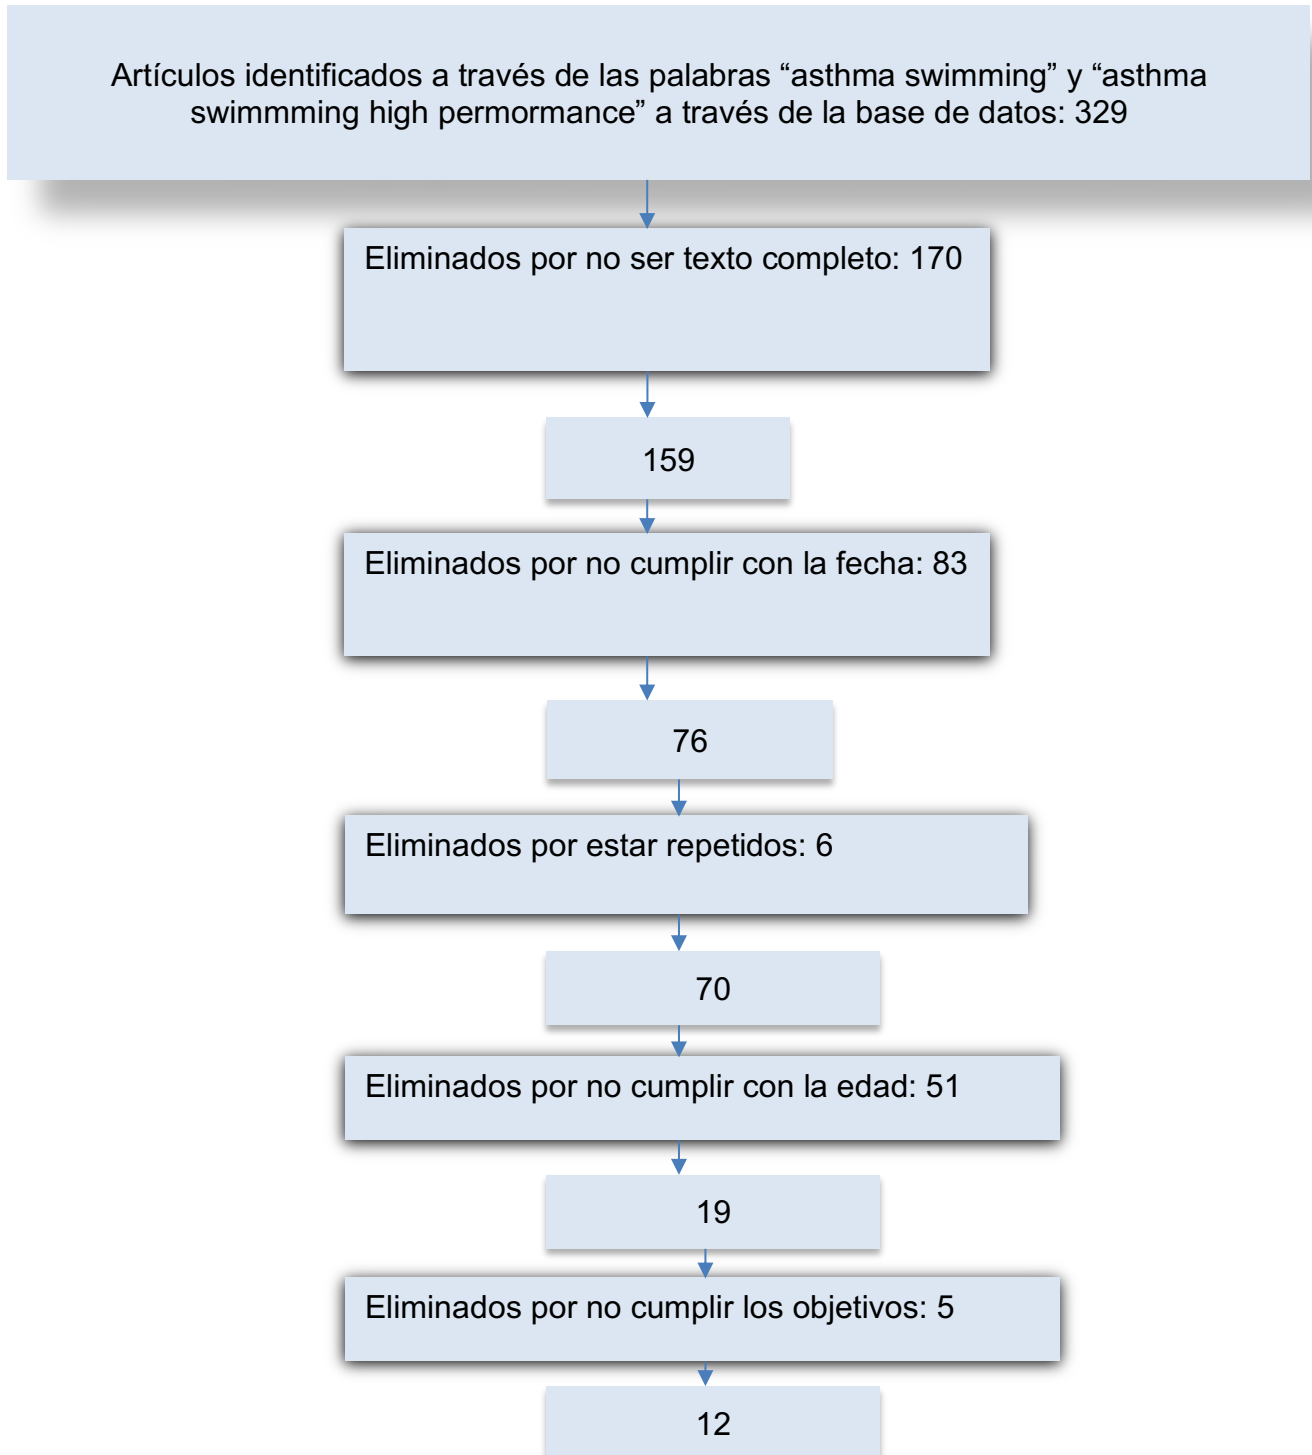 Artículos identificados a través de las palabras “asthma swimming” y “asthma
swimmming high permormance” a través de la base de datos: 329
Eliminados por no ser texto completo: 170
159
Eliminados por no cumplir con la fecha: 83
76
Eliminados por estar repetidos: 6
70
Eliminados por no cumplir con la edad: 51
19
Eliminados por no cumplir los objetivos: 5
12